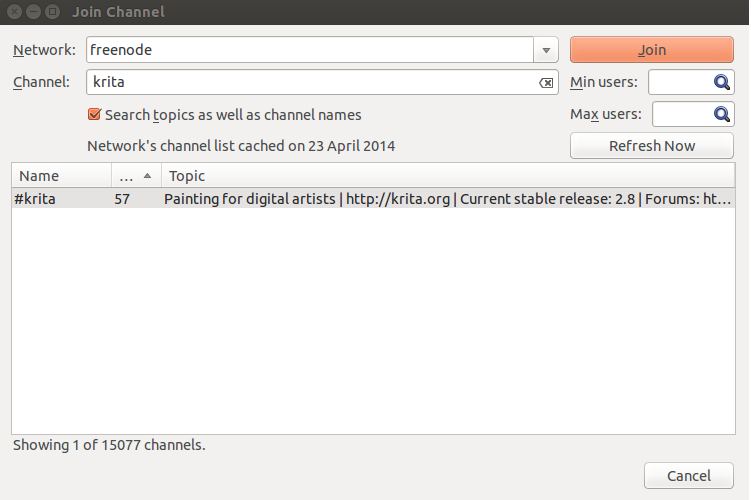 Join Channel
Network: freenode Join
Channel: krita Min users:
Search topics as well as channel names Max users:
Network's channel list cached on 23 April 2014 Refresh Now
Name ... Topic
#krita 57 Painting for digital artists | http://krita.org | Current stable release: 2.8 | Forums: ht...
Showing 1 of 15077 channels.
Cancel